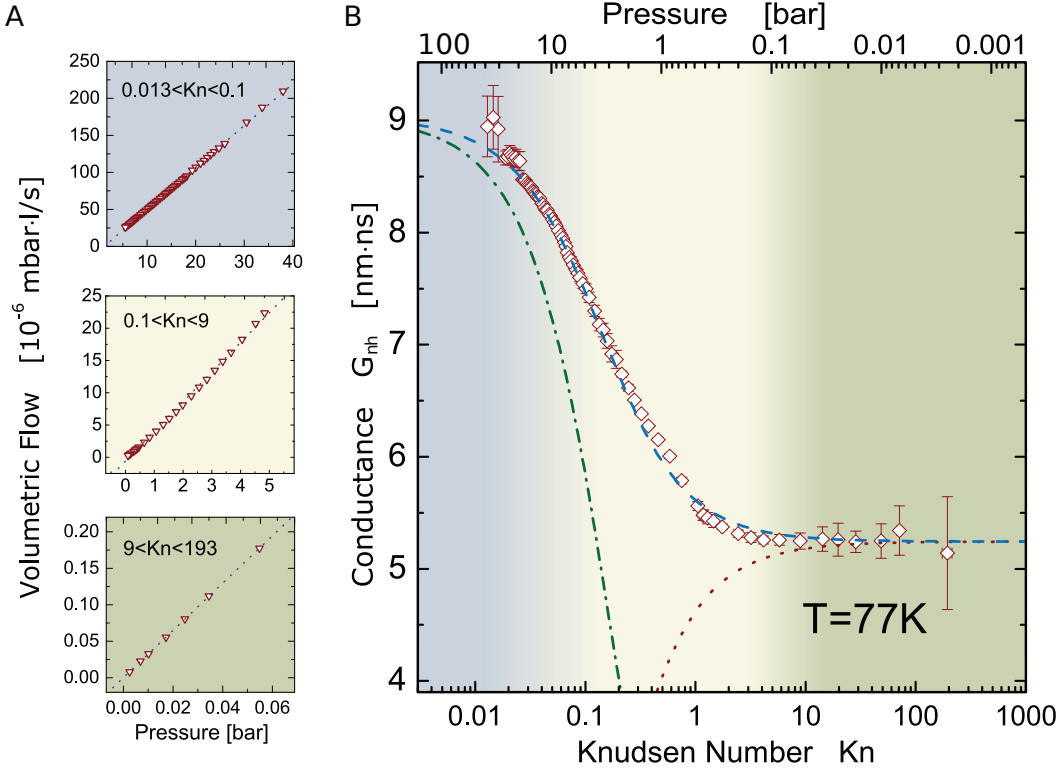 A
Volumetric Flow [10⁻⁶ mbar·l/s]
250
200
150
100
50
0
0.013<Kn<0.1
10 20 30 40
25
20
15
10
5
0
0.1<Kn<9
0 1 2 3 4 5
0.20
0.15
0.10
0.05
0.00
9<Kn<193
0.00 0.02 0.04 0.06
Pressure [bar]
B
Pressure [bar]
100 10 1 0.1 0.01 0.001
Conductance G_nh [nm·ns]
9
8
7
6
5
4
T=77K
0.01 0.1 1 10 100 1000
Knudsen Number Kn